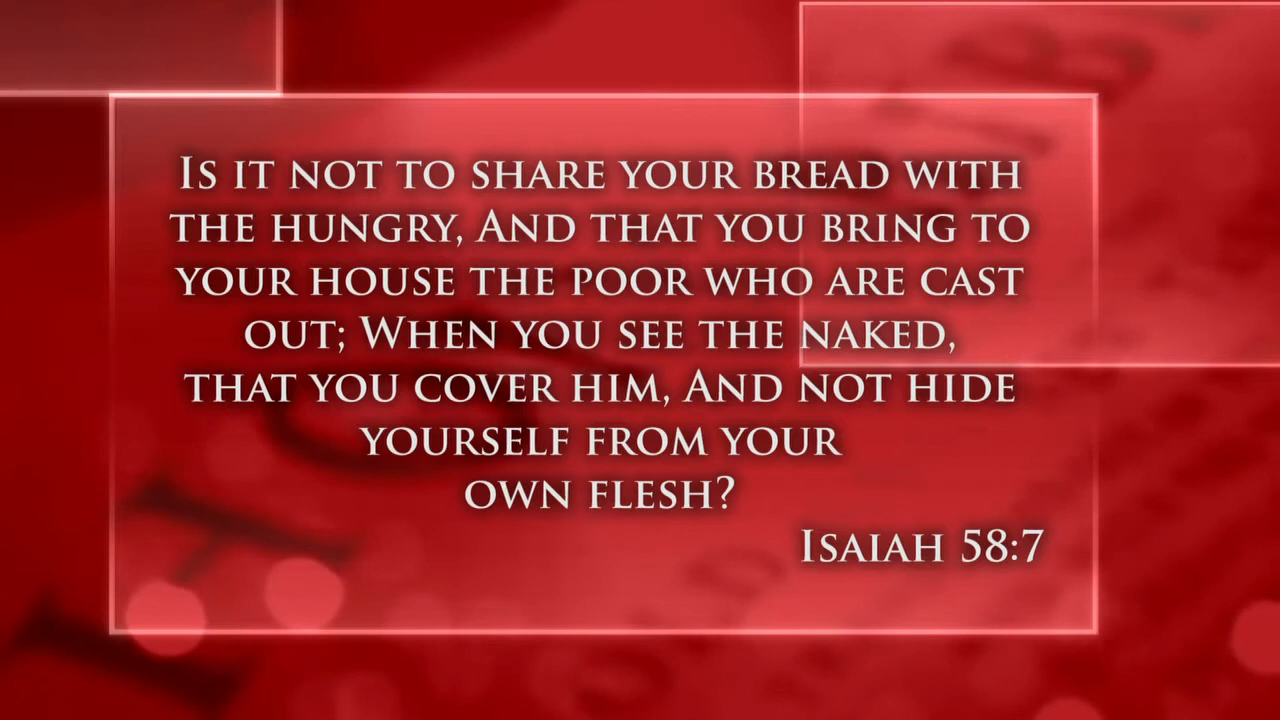 Is it not to share your bread with
the hungry, And that you bring to
your house the poor who are cast
out; When you see the naked,
that you cover him, And not hide
yourself from your
own flesh?
Isaiah 58:7